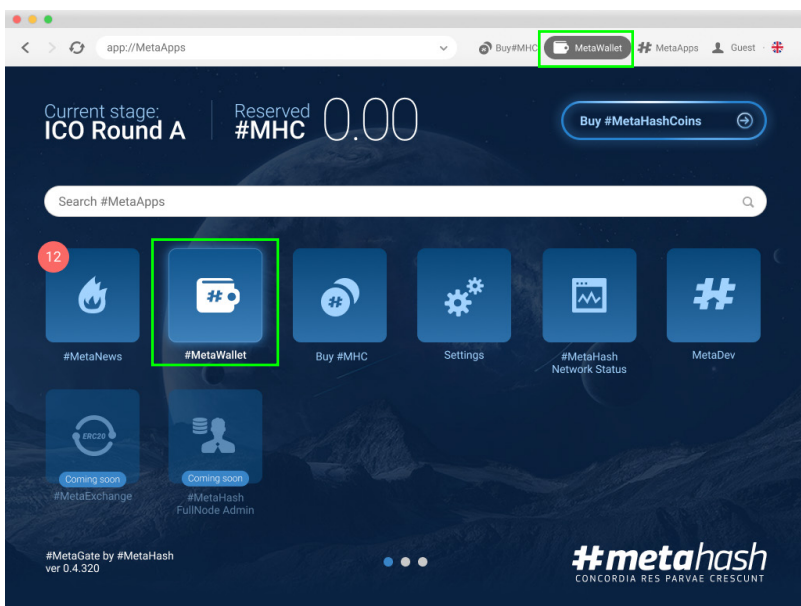 app://MetaApps
Buy#MHC
MetaWallet
MetaApps
Guest
Current stage:
ICO Round A
Reserved
#MHC
0.00
Buy #MetaHashCoins
Search #MetaApps
12
#MetaNews
#MetaWallet
Buy #MHC
Settings
#MetaHash
Network Status
MetaDev
ERC20
Coming soon
#MetaExchange
Coming soon
#MetaHash
FullNode Admin
#MetaGate by #MetaHash
ver 0.4.320
#metahash
CONCORDIA RES PARVAE CRESCUNT